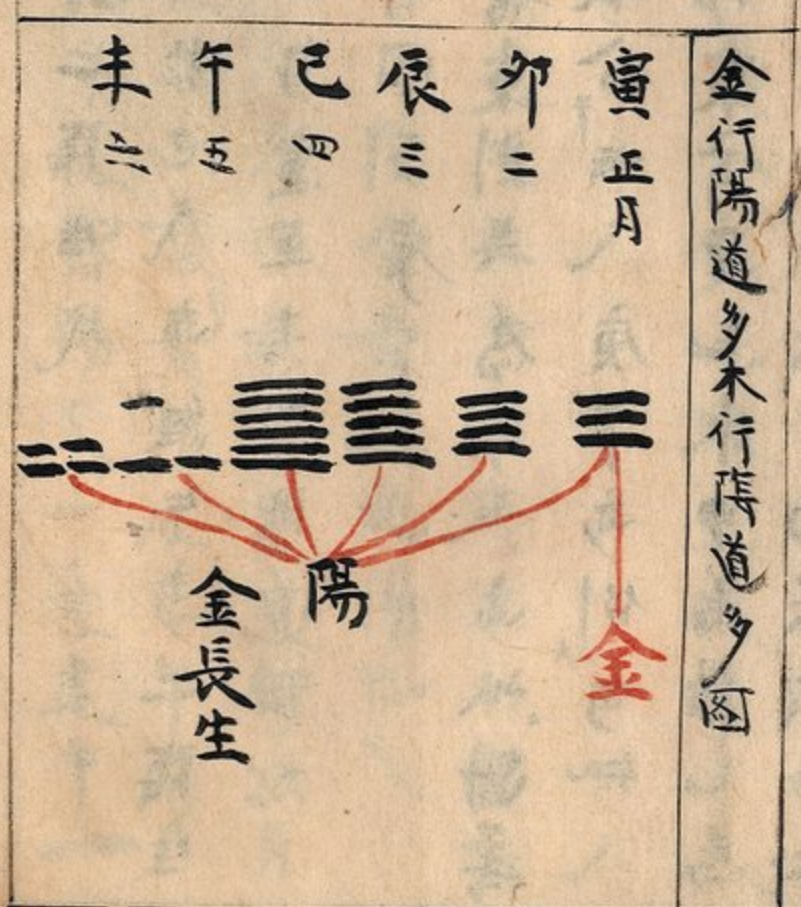 金行陽道多木行陰道多图
寅正月
卯二
辰三
巳四
午五
未六
金
陽
金長生